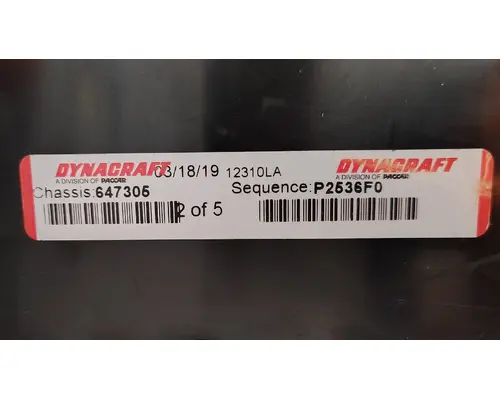 DYNACRAFT 03/18/19 12310LA DYNACRAFT
A DIVISION OF PACCAR A DIVISION OF PACCAR
Chassis:647305 Sequence:P2536F0
2 of 5